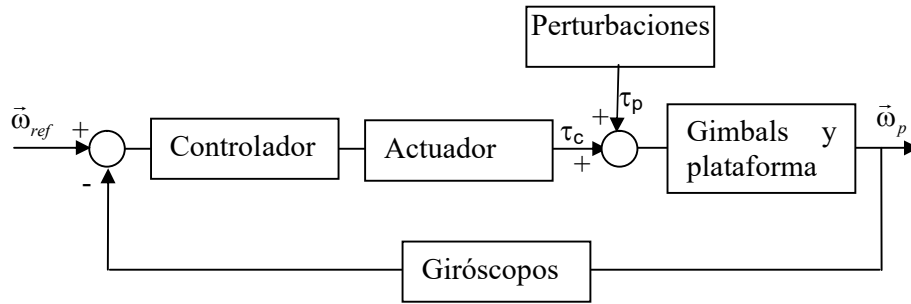 Perturbaciones
τp
ω⃗ref
+
-
Controlador
Actuador
τc
+
+
Gimbals y
plataforma
ω⃗p
Giróscopos